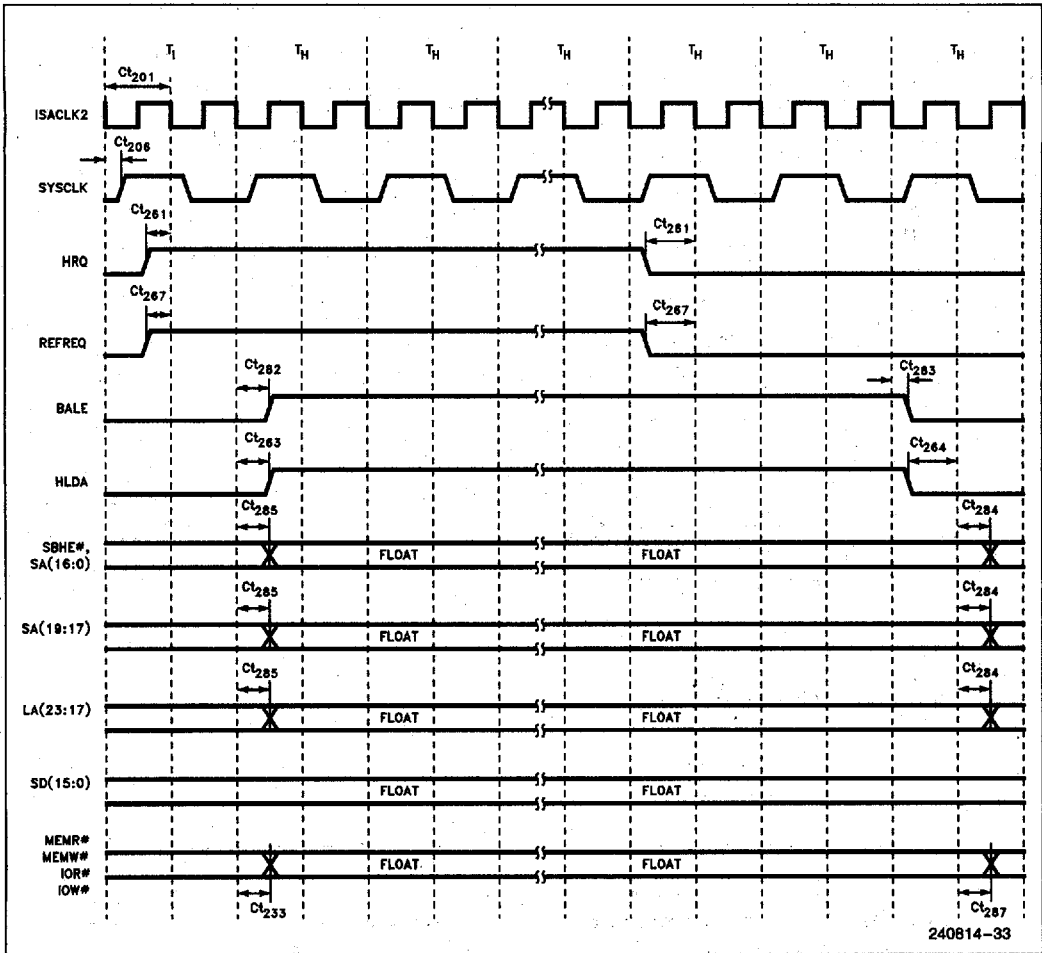 TI TH TH TH TH TH TH
Ct201
ISACLK2
Ct206
SYSCLK
Ct261 Ct261
HRQ
Ct267 Ct267
REFREQ
Ct282 Ct283
BALE
Ct263 Ct264
HLDA
Ct285 Ct284
SBHE#,
SA(16:0) FLOAT FLOAT
Ct285 Ct284
SA(19:17) FLOAT FLOAT
Ct285 Ct284
LA(23:17) FLOAT FLOAT
SD(15:0) FLOAT FLOAT
MEMR#
MEMW# FLOAT FLOAT
IOR#
IOW#
Ct233 Ct287
240814-33